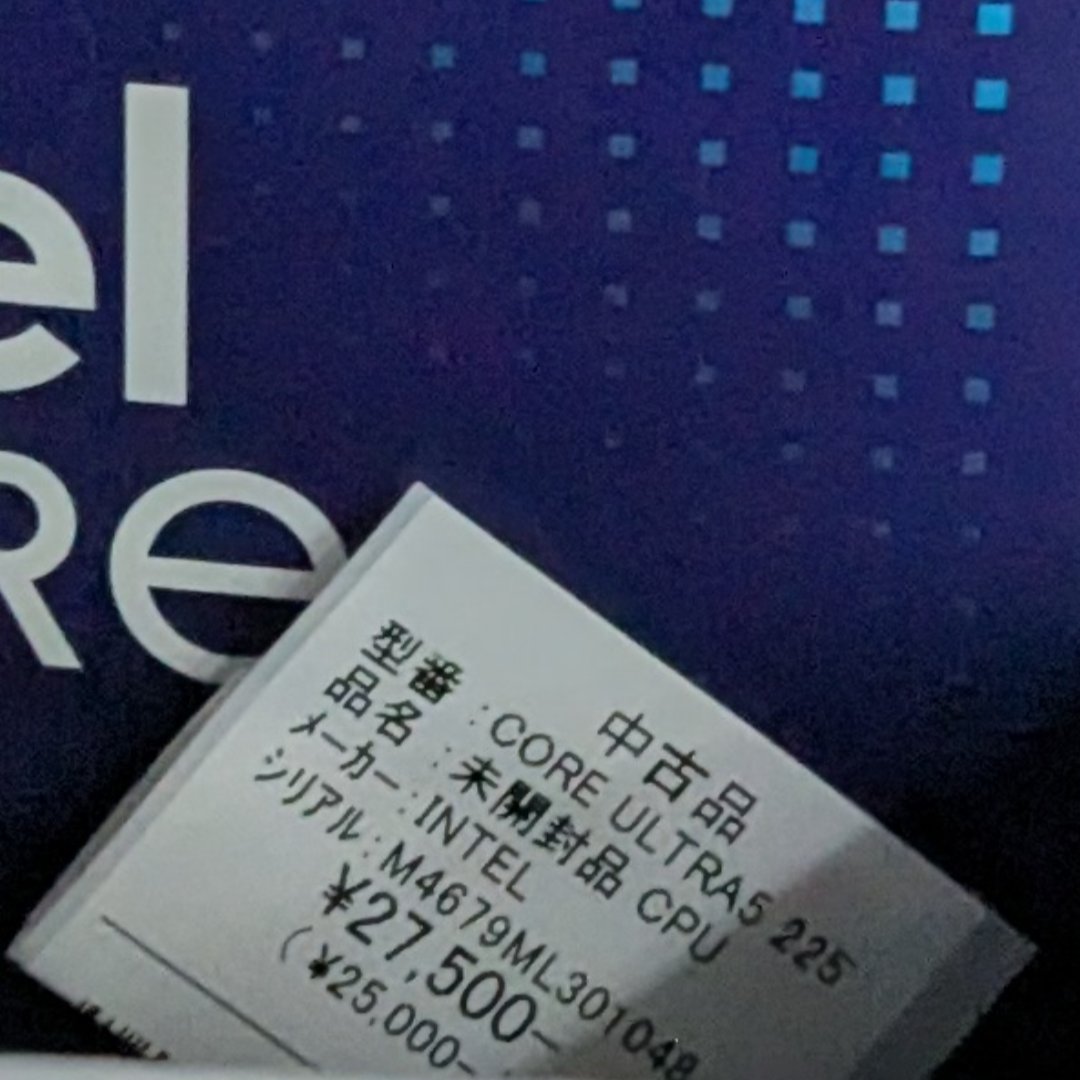 el
Re
中古品
型番:CORE ULTRA5 225
品名:未開封品 CPU
メーカー:INTEL
シリアル:M4679ML301048
¥27,500-
(¥25,000-